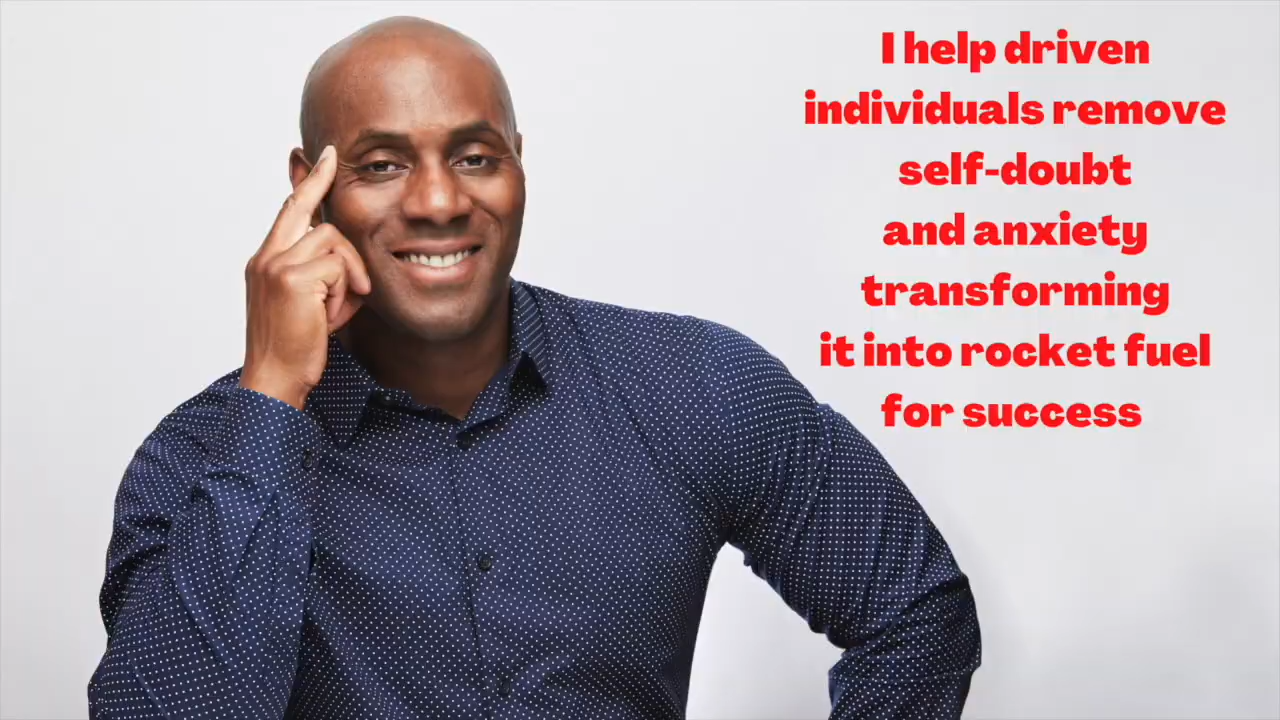 I help driven
individuals remove
self-doubt
and anxiety
transforming
it into rocket fuel
for success